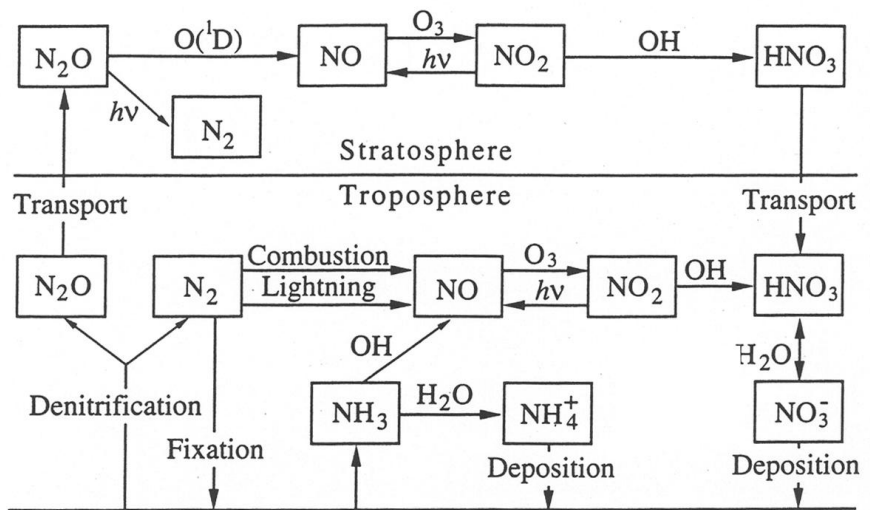 O(¹D)
O₃
OH
N₂O
NO
NO₂
HNO₃
hν
hν
N₂
Stratosphere
Troposphere
Transport
Transport
Combustion
O₃
OH
N₂O
N₂
Lightning
NO
hν
NO₂
HNO₃
OH
H₂O
H₂O
Denitrification
NH₃
NH₄⁺
NO₃⁻
Fixation
Deposition
Deposition